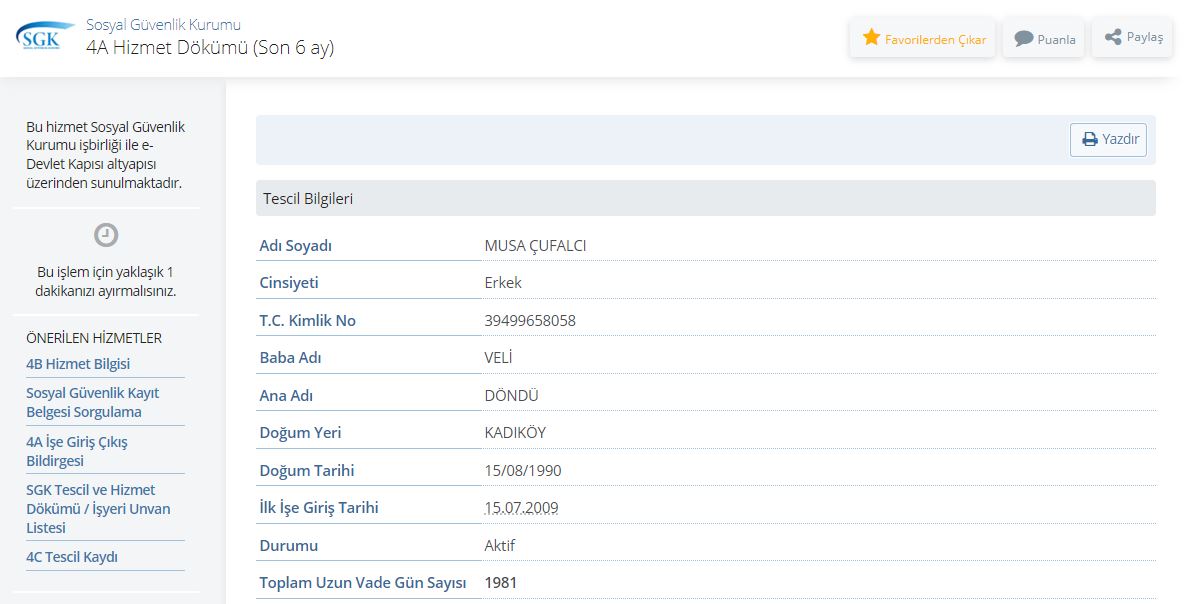 SGK
Sosyal Güvenlik Kurumu
4A Hizmet Dökümü (Son 6 ay)
Favorilerden Çıkar
Puanla
Paylaş
Bu hizmet Sosyal Güvenlik
Kurumu işbirliği ile e-
Devlet Kapısı altyapısı
üzerinden sunulmaktadır.
Bu işlem için yaklaşık 1
dakikanızı ayırmalısınız.
ÖNERİLEN HİZMETLER
4B Hizmet Bilgisi
Sosyal Güvenlik Kayıt
Belgesi Sorgulama
4A İşe Giriş Çıkış
Bildirgesi
SGK Tescil ve Hizmet
Dökümü / İşyeri Unvan
Listesi
4C Tescil Kaydı
Yazdır
Tescil Bilgileri
Adı Soyadı MUSA ÇUFALCI
Cinsiyeti Erkek
T.C. Kimlik No 39499658058
Baba Adı VELİ
Ana Adı DÖNDÜ
Doğum Yeri KADIKÖY
Doğum Tarihi 15/08/1990
İlk İşe Giriş Tarihi 15.07.2009
Durumu Aktif
Toplam Uzun Vade Gün Sayısı 1981